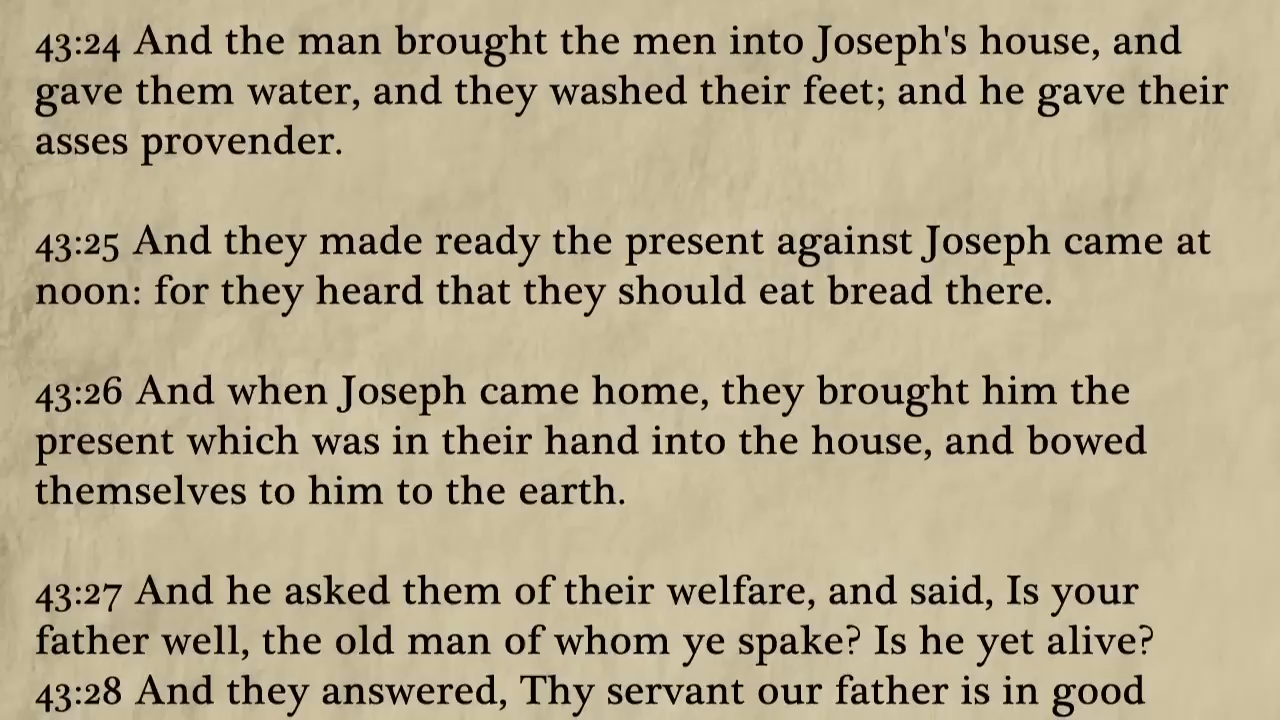 43:24 And the man brought the men into Joseph's house, and
gave them water, and they washed their feet; and he gave their
asses provender.
43:25 And they made ready the present against Joseph came at
noon: for they heard that they should eat bread there.
43:26 And when Joseph came home, they brought him the
present which was in their hand into the house, and bowed
themselves to him to the earth.
43:27 And he asked them of their welfare, and said, Is your
father well, the old man of whom ye spake? Is he yet alive?
43:28 And they answered, Thy servant our father is in good